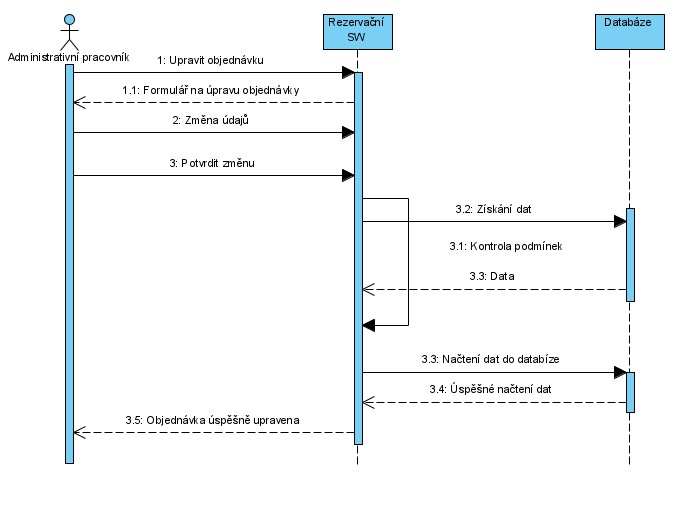 Rezervační
SW
Databáze
Administrativní pracovník
1: Upravit objednávku
1.1: Formulář na úpravu objednávky
2: Změna údajů
3: Potvrdit změnu
3.2: Získání dat
3.1: Kontrola podmínek
3.3: Data
3.3: Načtení dat do databíze
3.4: Úspěšné načtení dat
3.5: Objednávka úspěšně upravena